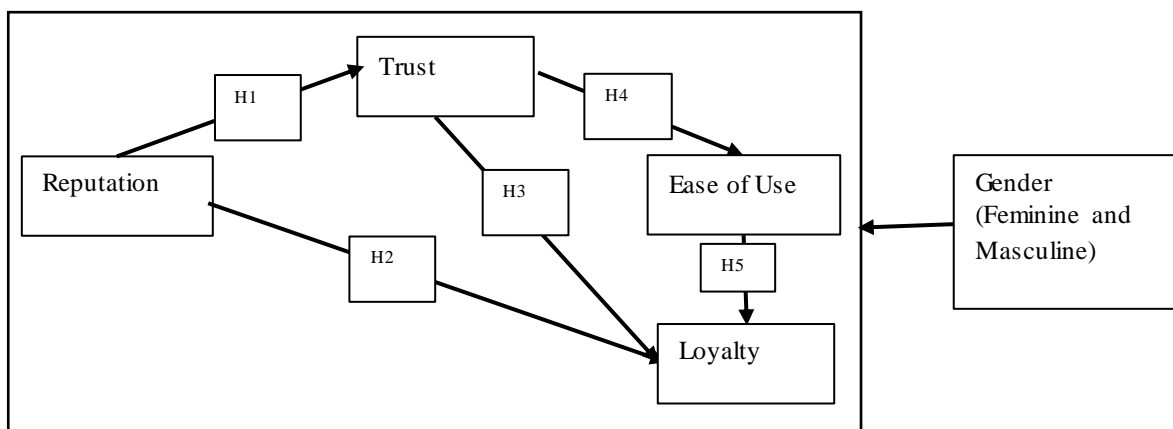 Trust
H1
H4
Reputation
H3
Ease of Use
Gender
(Feminine and
Masculine)
H2
H5
Loyalty